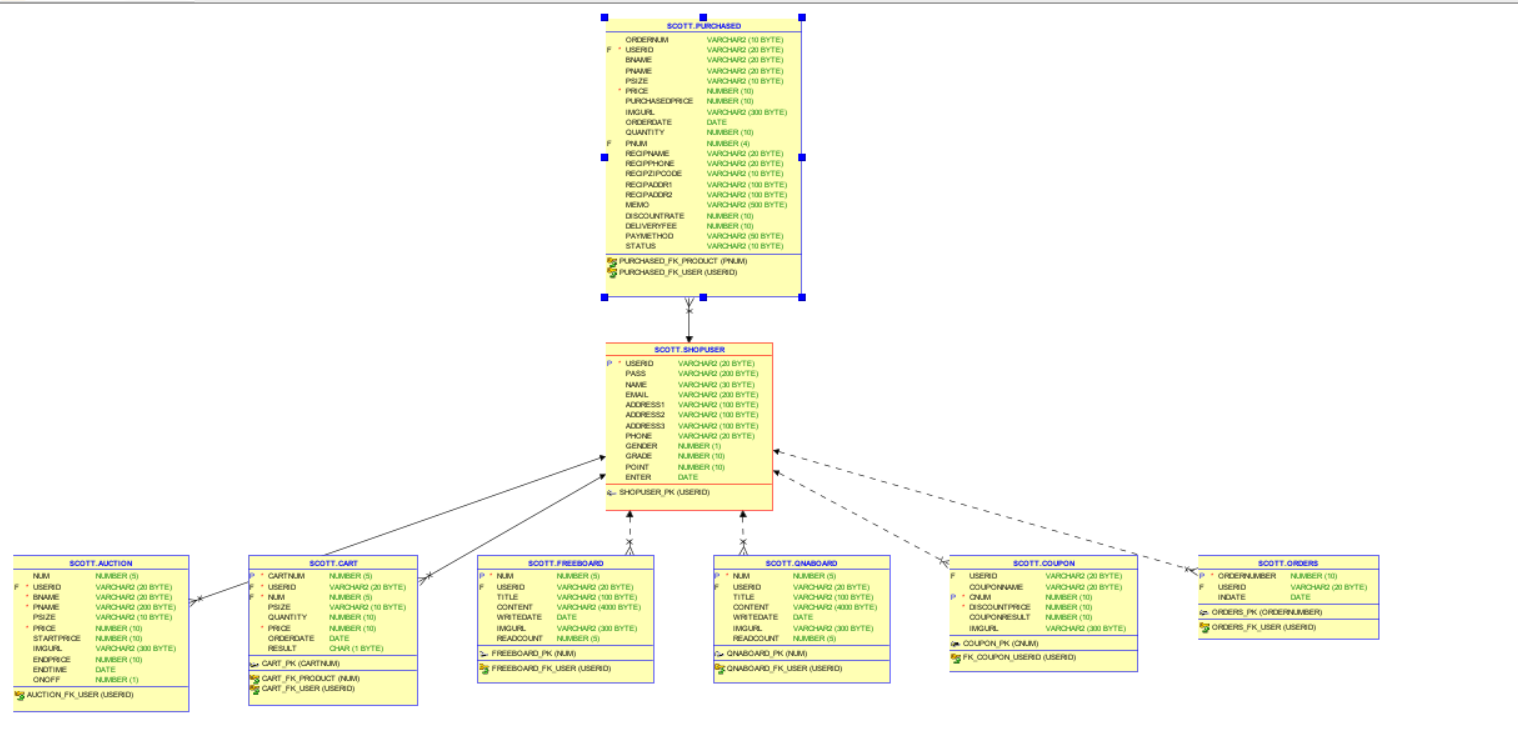 SCOTT.PURCHASED
ORDERNUM VARCHAR2 (10 BYTE)
F * USERID VARCHAR2 (20 BYTE)
BNAME VARCHAR2 (20 BYTE)
PNAME VARCHAR2 (20 BYTE)
PSIZE VARCHAR2 (10 BYTE)
* PRICE NUMBER (10)
PURCHASEDPRICE NUMBER (10)
IMGURL VARCHAR2 (300 BYTE)
ORDERDATE DATE
QUANTITY NUMBER (10)
F PNUM NUMBER (4)
RECIPNAME VARCHAR2 (20 BYTE)
RECIPPHONE VARCHAR2 (20 BYTE)
RECIPZIPCODE VARCHAR2 (10 BYTE)
RECIPADDR1 VARCHAR2 (100 BYTE)
RECIPADDR2 VARCHAR2 (100 BYTE)
MEMO VARCHAR2 (500 BYTE)
DISCOUNTRATE NUMBER (10)
DELIVERYFEE NUMBER (10)
PAYMETHOD VARCHAR2 (50 BYTE)
STATUS VARCHAR2 (10 BYTE)
PURCHASED_FK_PRODUCT (PNUM)
PURCHASED_FK_USER (USERID)
SCOTT.SHOPUSER
P * USERID VARCHAR2 (20 BYTE)
PASS VARCHAR2 (200 BYTE)
NAME VARCHAR2 (30 BYTE)
EMAIL VARCHAR2 (200 BYTE)
ADDRESS1 VARCHAR2 (100 BYTE)
ADDRESS2 VARCHAR2 (100 BYTE)
ADDRESS3 VARCHAR2 (100 BYTE)
PHONE VARCHAR2 (20 BYTE)
GENDER NUMBER (1)
GRADE NUMBER (10)
POINT NUMBER (10)
ENTER DATE
SHOPUSER_PK (USERID)
SCOTT.AUCTION
NUM NUMBER (5)
F * USERID VARCHAR2 (20 BYTE)
* BNAME VARCHAR2 (20 BYTE)
* PNAME VARCHAR2 (200 BYTE)
PSIZE VARCHAR2 (10 BYTE)
* PRICE NUMBER (10)
STARTPRICE NUMBER (10)
IMGURL VARCHAR2 (300 BYTE)
ENDPRICE NUMBER (10)
ENDTIME DATE
ONOFF NUMBER (1)
AUCTION_FK_USER (USERID)
SCOTT.CART
P * CARTNUM NUMBER (5)
F * USERID VARCHAR2 (20 BYTE)
F * NUM NUMBER (5)
PSIZE VARCHAR2 (10 BYTE)
QUANTITY NUMBER (10)
* PRICE NUMBER (10)
ORDERDATE DATE
RESULT CHAR (1 BYTE)
CART_PK (CARTNUM)
CART_FK_PRODUCT (NUM)
CART_FK_USER (USERID)
SCOTT.FREEBOARD
P * NUM NUMBER (5)
F USERID VARCHAR2 (20 BYTE)
TITLE VARCHAR2 (100 BYTE)
CONTENT VARCHAR2 (4000 BYTE)
WRITEDATE DATE
IMGURL VARCHAR2 (300 BYTE)
READCOUNT NUMBER (5)
FREEBOARD_PK (NUM)
FREEBOARD_FK_USER (USERID)
SCOTT.QNABOARD
P * NUM NUMBER (5)
F USERID VARCHAR2 (20 BYTE)
TITLE VARCHAR2 (100 BYTE)
CONTENT VARCHAR2 (4000 BYTE)
WRITEDATE DATE
IMGURL VARCHAR2 (300 BYTE)
READCOUNT NUMBER (5)
QNABOARD_PK (NUM)
QNABOARD_FK_USER (USERID)
SCOTT.COUPON
F USERID VARCHAR2 (20 BYTE)
COUPONNAME VARCHAR2 (20 BYTE)
P * CNUM NUMBER (10)
* DISCOUNTPRICE NUMBER (10)
COUPONRESULT NUMBER (10)
IMGURL VARCHAR2 (300 BYTE)
COUPON_PK (CNUM)
FK_COUPON_USERID (USERID)
SCOTT.ORDERS
P * ORDERNUMBER NUMBER (10)
F USERID VARCHAR2 (20 BYTE)
INDATE DATE
ORDERS_PK (ORDERNUMBER)
ORDERS_FK_USER (USERID)